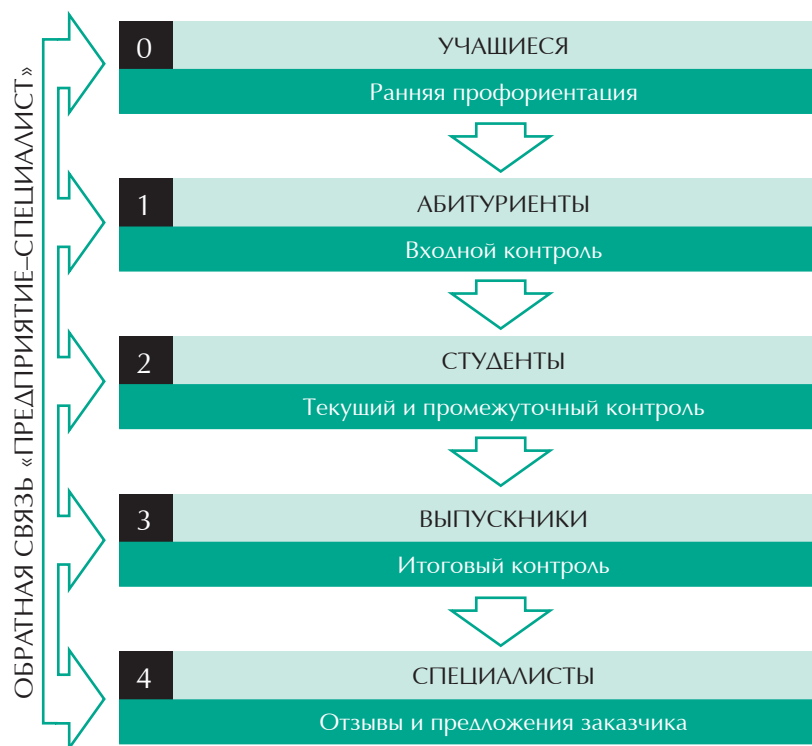 ОБРАТНАЯ СВЯЗЬ «ПРЕДПРИЯТИЕ–СПЕЦИАЛИСТ»
0 УЧАЩИЕСЯ
Ранняя профориентация
1 АБИТУРИЕНТЫ
Входной контроль
2 СТУДЕНТЫ
Текущий и промежуточный контроль
3 ВЫПУСКНИКИ
Итоговый контроль
4 СПЕЦИАЛИСТЫ
Отзывы и предложения заказчика